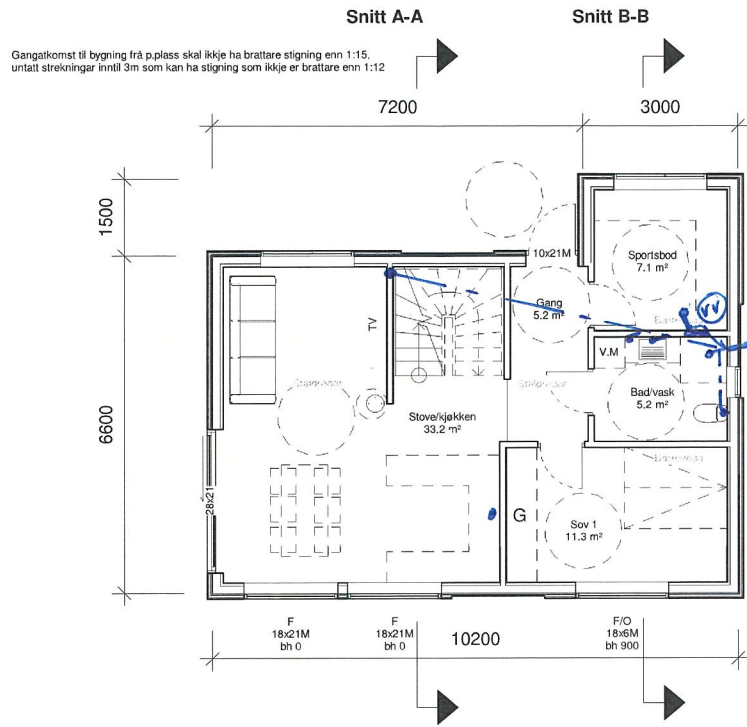 Snitt A-A
Snitt B-B
Gangatkomst til bygning frå p.plass skal ikkje ha brattare stigning enn 1:15,
untatt strekningar inntil 3m som kan ha stigning som ikkje er brattare enn 1:12
7200
3000
1500
10x21M
Sportsbod
7.1 m²
Gang
5.2 m²
VV
TV
V.M
Bad/vask
5.2 m²
6600
Stove/kjøkken
33.2 m²
28x21
G
Sov 1
11.3 m²
F
18x21M
bh 0
F
18x21M
bh 0
F/O
18x6M
bh 900
10200